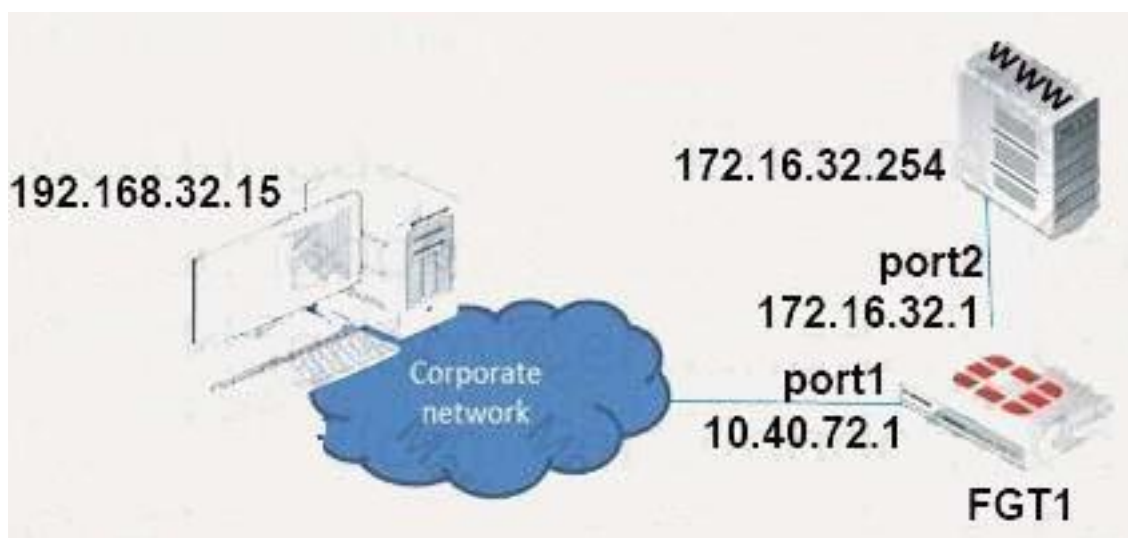 WWW
172.16.32.254
192.168.32.15
port2
172.16.32.1
Corporate
network
port1
10.40.72.1
FGT1